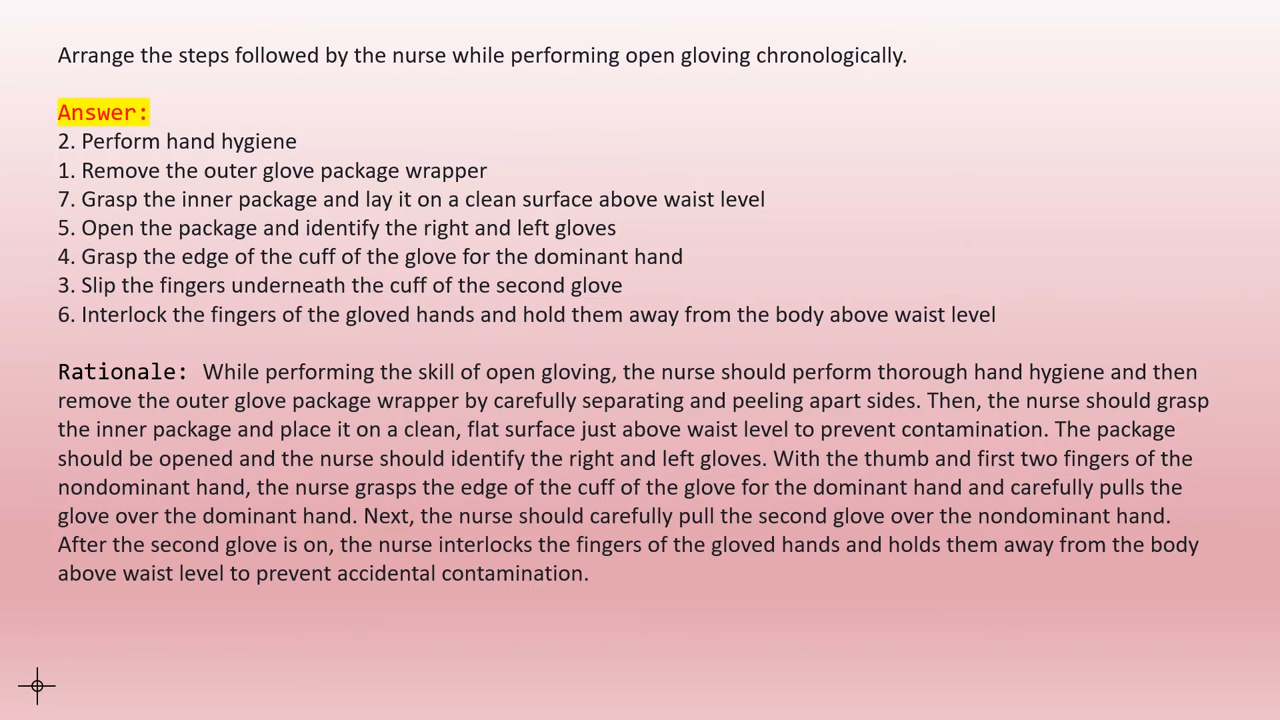 Arrange the steps followed by the nurse while performing open gloving chronologically.
Answer:
2. Perform hand hygiene
1. Remove the outer glove package wrapper
7. Grasp the inner package and lay it on a clean surface above waist level
5. Open the package and identify the right and left gloves
4. Grasp the edge of the cuff of the glove for the dominant hand
3. Slip the fingers underneath the cuff of the second glove
6. Interlock the fingers of the gloved hands and hold them away from the body above waist level
Rationale: While performing the skill of open gloving, the nurse should perform thorough hand hygiene and then
remove the outer glove package wrapper by carefully separating and peeling apart sides. Then, the nurse should grasp
the inner package and place it on a clean, flat surface just above waist level to prevent contamination. The package
should be opened and the nurse should identify the right and left gloves. With the thumb and first two fingers of the
nondominant hand, the nurse grasps the edge of the cuff of the glove for the dominant hand and carefully pulls the
glove over the dominant hand. Next, the nurse should carefully pull the second glove over the nondominant hand.
After the second glove is on, the nurse interlocks the fingers of the gloved hands and holds them away from the body
above waist level to prevent accidental contamination.